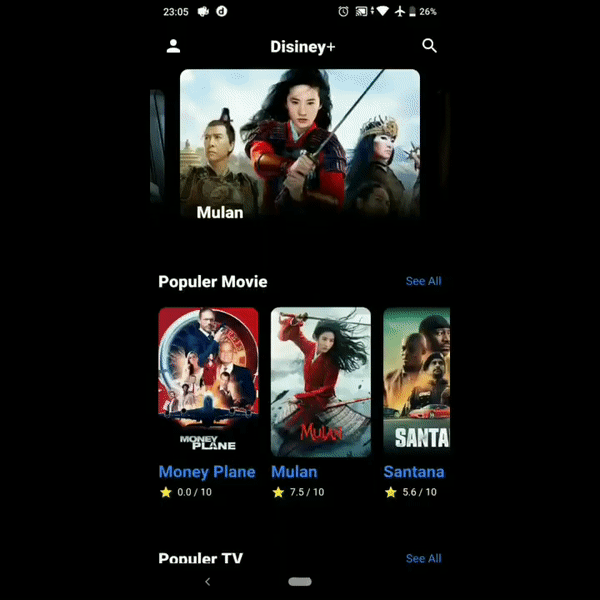 23:05 26%
Disiney+
Mulan
Populer Movie See All
MONEY PLANE
MULAN
SANTA
Money Plane Mulan Santana
0.0 / 10 7.5 / 10 5.6 / 10
Populer TV See All